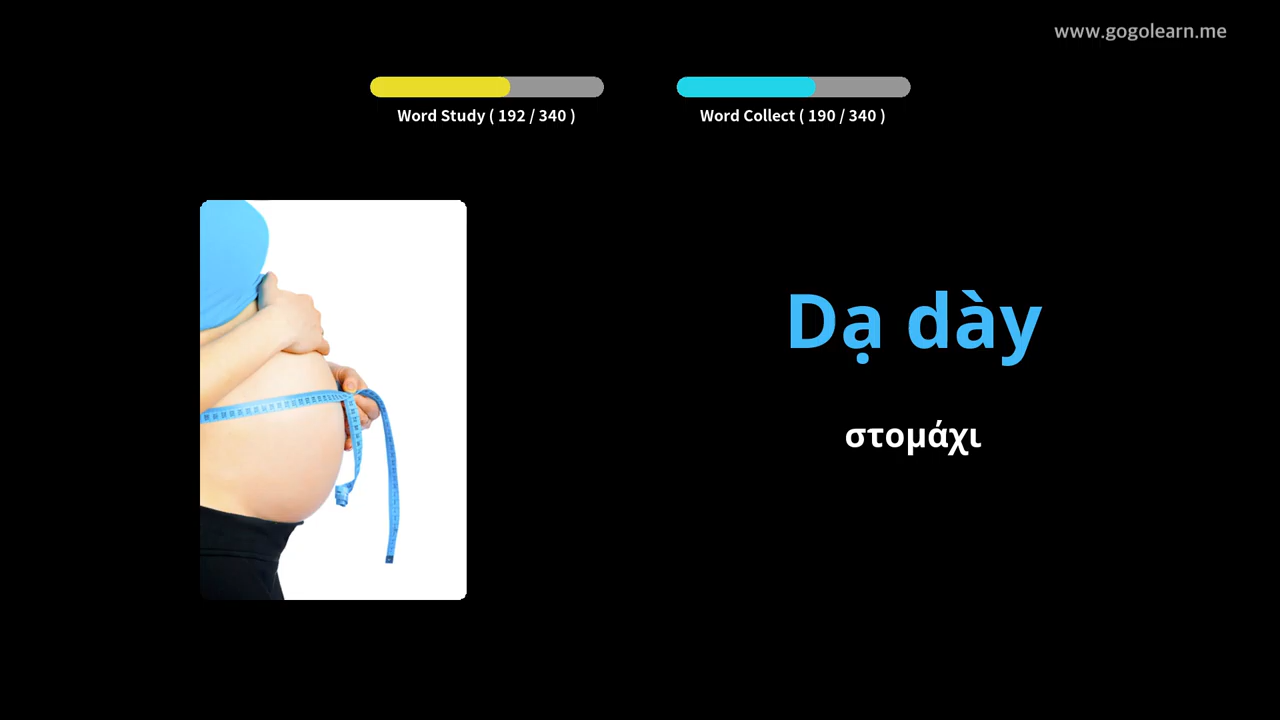 www.gogolearn.me
Word Study ( 192 / 340 )
Word Collect ( 190 / 340 )
Dạ dày
στομάχι